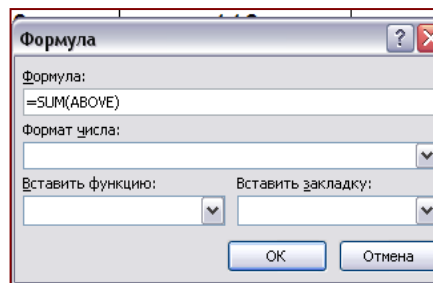 Формула
Формула:
=SUM(ABOVE)
Формат числа:
Вставить функцию:
Вставить закладку:
ОК
Отмена